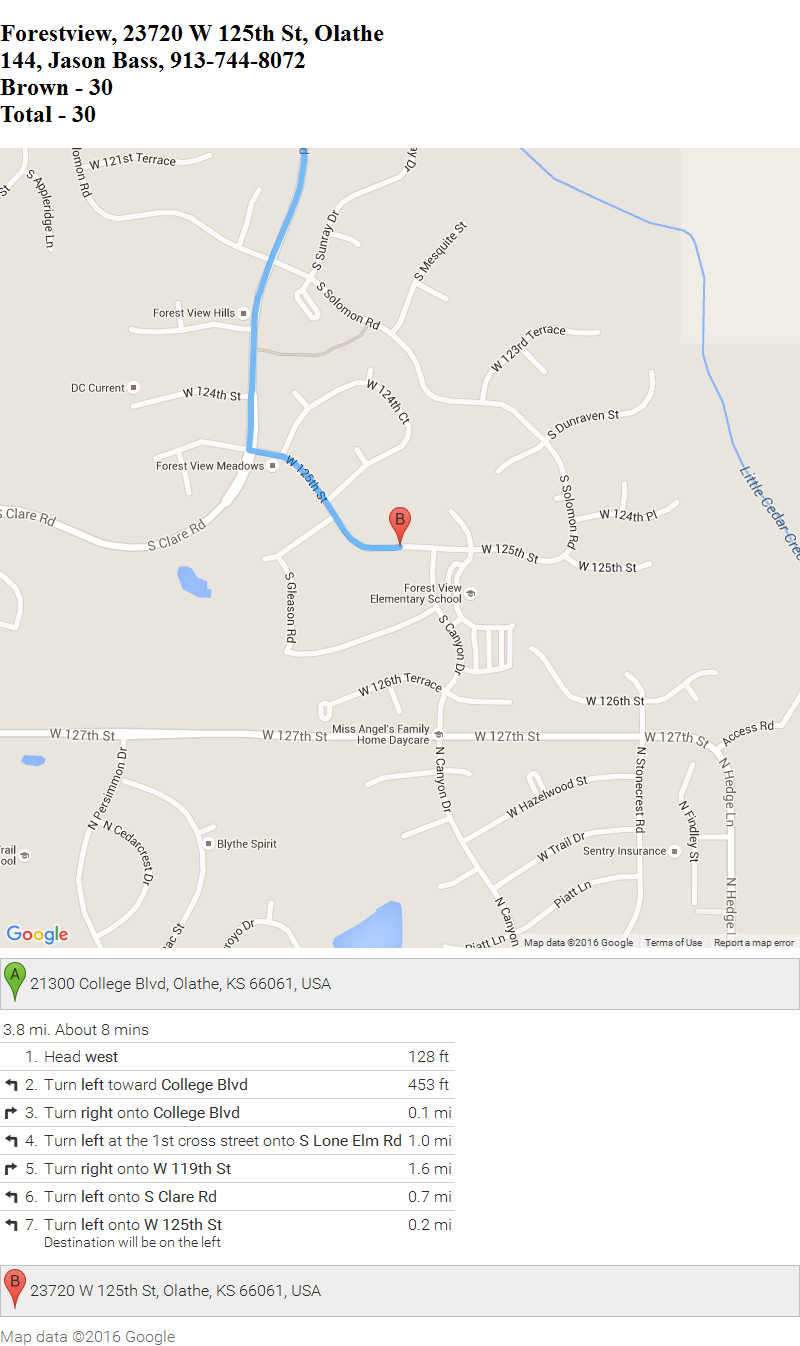 Forestview, 23720 W 125th St, Olathe
144, Jason Bass, 913-744-8072
Brown - 30
Total - 30
W 121st Terrace
S Appleridge Ln
S Sunray Dr
S Mesquite St
Forest View Hills
S Solomon Rd
W 123rd Terrace
DC Current
W 124th St
W 124th Ct
S Dunraven St
Forest View Meadows
W 125th St
Little Cedar Cree
S Solomon Rd
W 124th Pl
S Clare Rd
S Clare Rd
B
W 125th St
W 125th St
S Gleason Rd
Forest View
Elementary School
S Canyon Dr
W 126th Terrace
W 126th St
W 127th St
W 127th St
Miss Angel's Family
Home Daycare
W 127th St
W 127th St
Access Rd
N Persimmon Dr
N Canyon Dr
N Stonecrest Rd
N Hedge Ln
W Hazelwood St
N Findley St
N Cedarcrest Dr
Blythe Spirit
W Trail Dr
Sentry Insurance
Piatt Ln
N Hedge L
N Canyon
Piatt Ln
Google
Map data ©2016 Google
Terms of Use
Report a map error
A 21300 College Blvd, Olathe, KS 66061, USA
3.8 mi. About 8 mins
1. Head west 128 ft
2. Turn left toward College Blvd 453 ft
3. Turn right onto College Blvd 0.1 mi
4. Turn left at the 1st cross street onto S Lone Elm Rd 1.0 mi
5. Turn right onto W 119th St 1.6 mi
6. Turn left onto S Clare Rd 0.7 mi
7. Turn left onto W 125th St 0.2 mi
Destination will be on the left
B 23720 W 125th St, Olathe, KS 66061, USA
Map data ©2016 Google